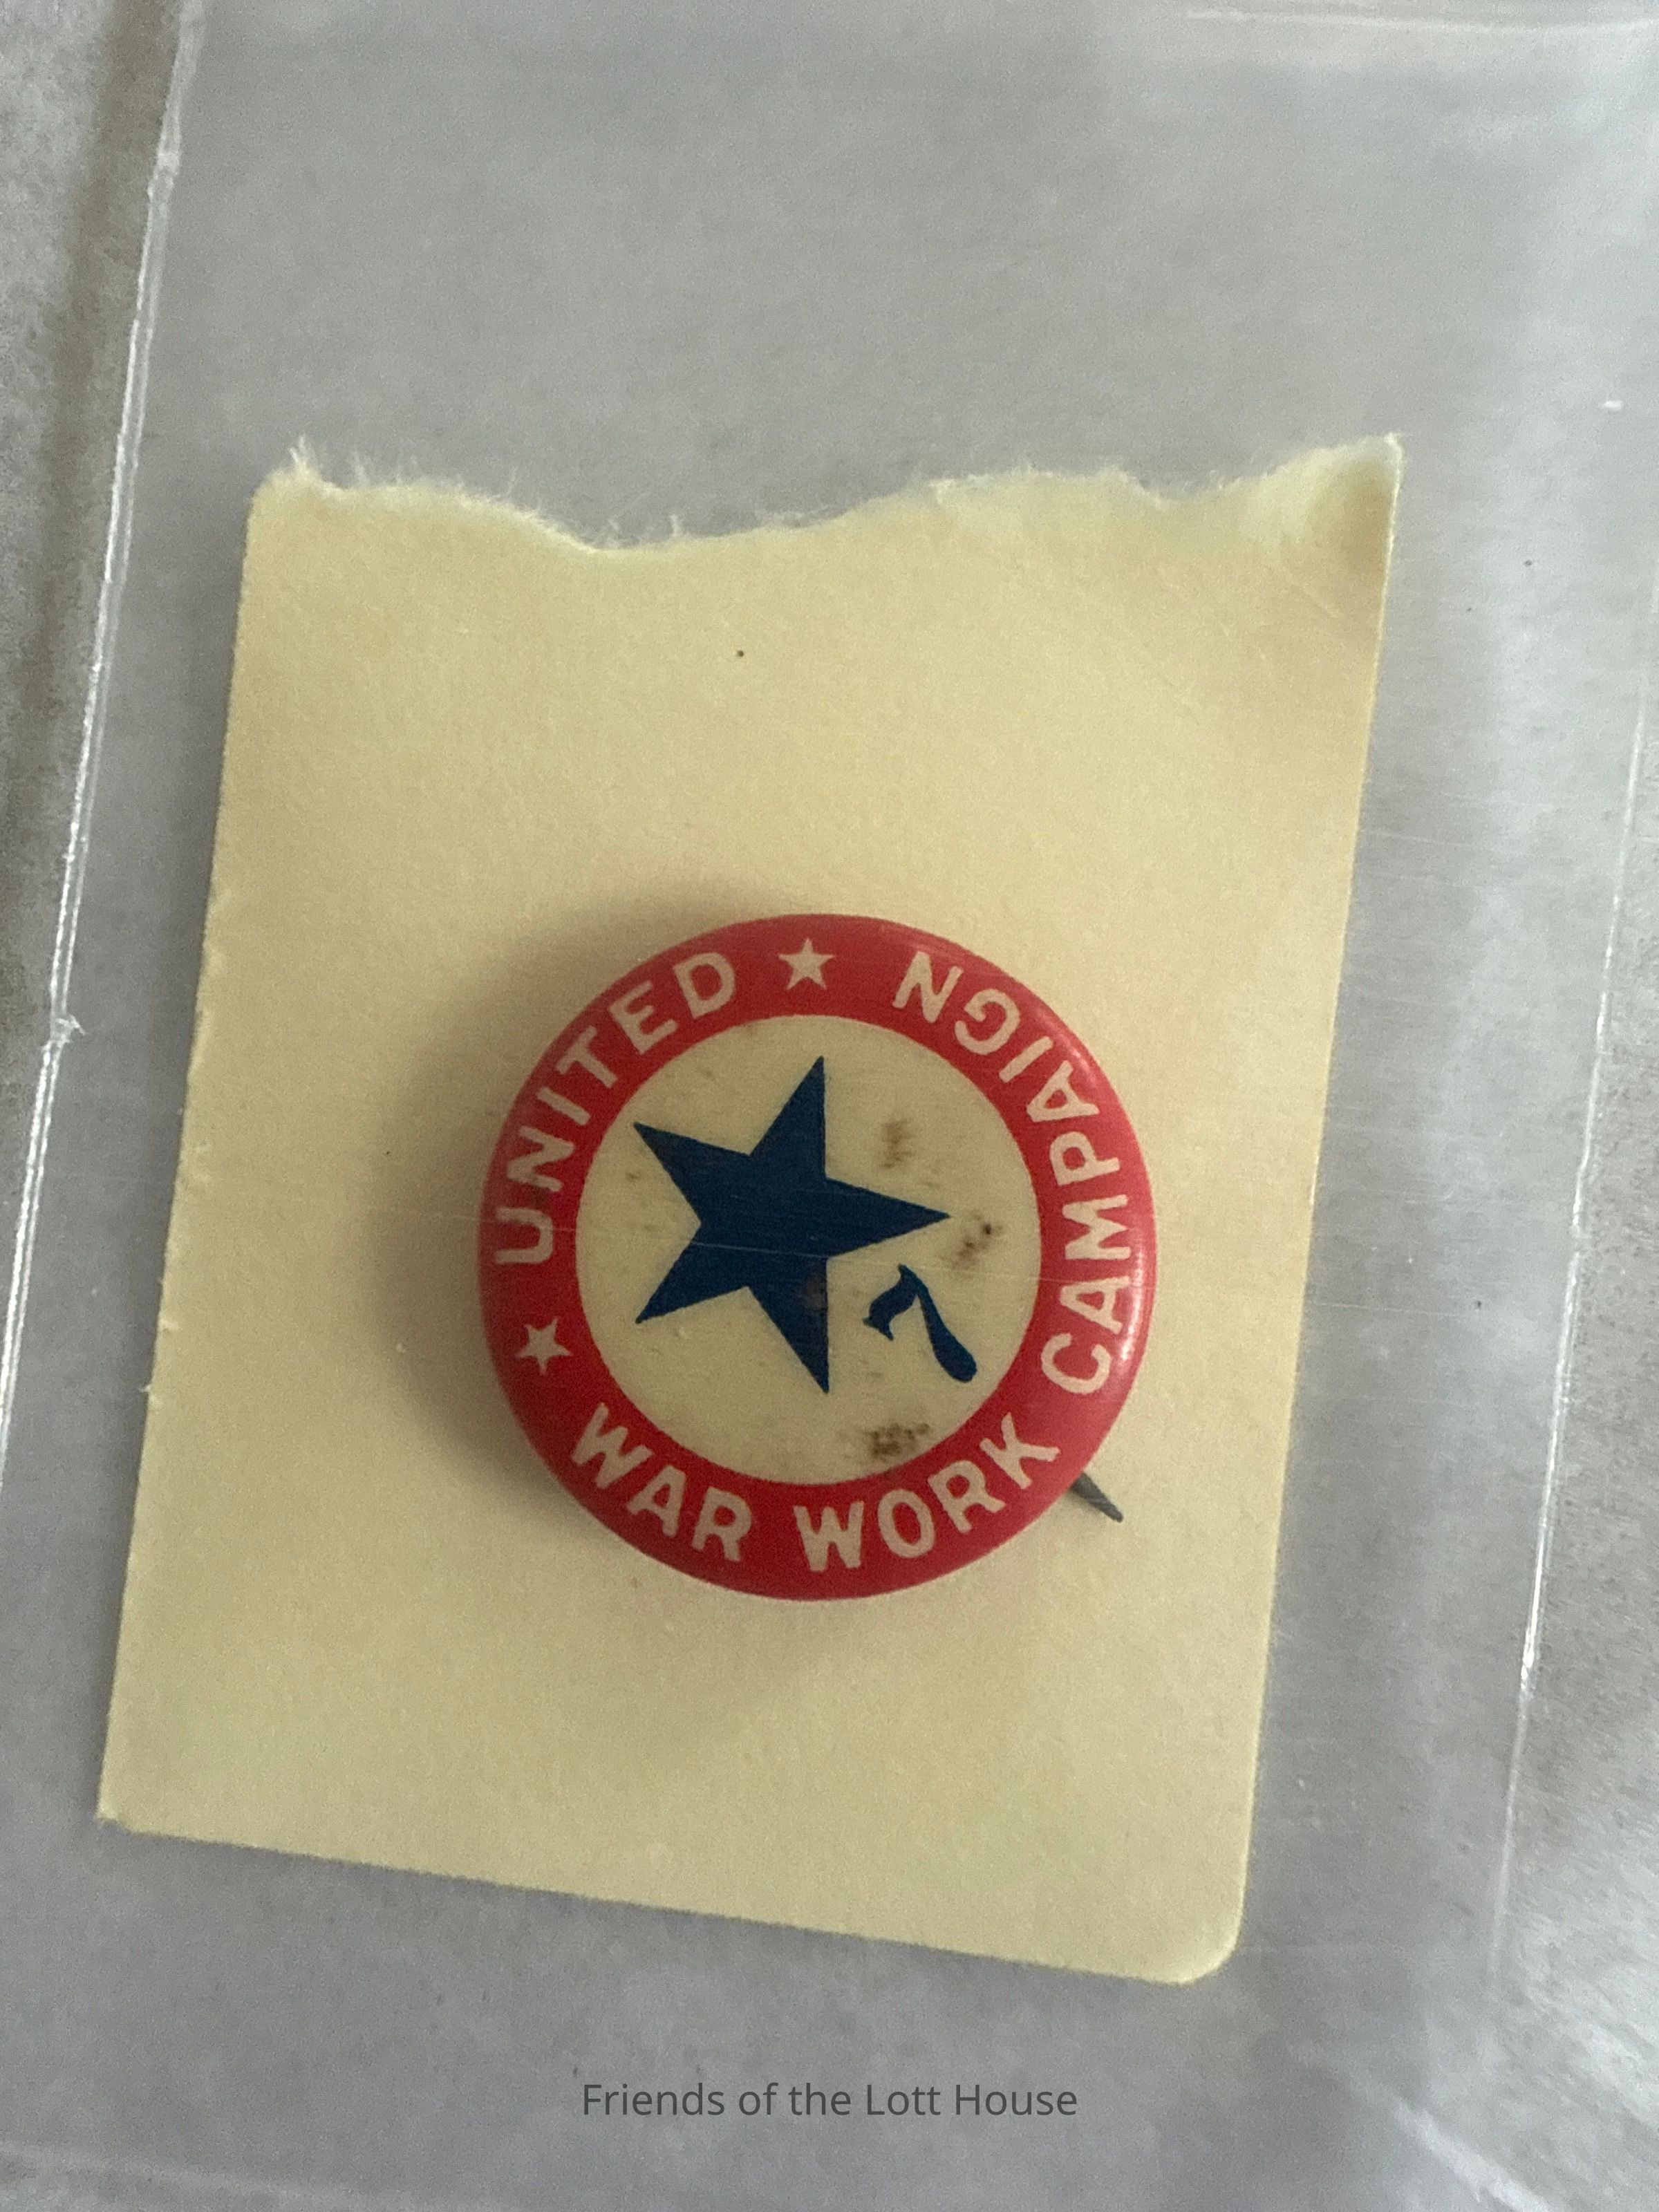 ★ UNITED ★
WAR WORK CAMPAIGN
7
Friends of the Lott House